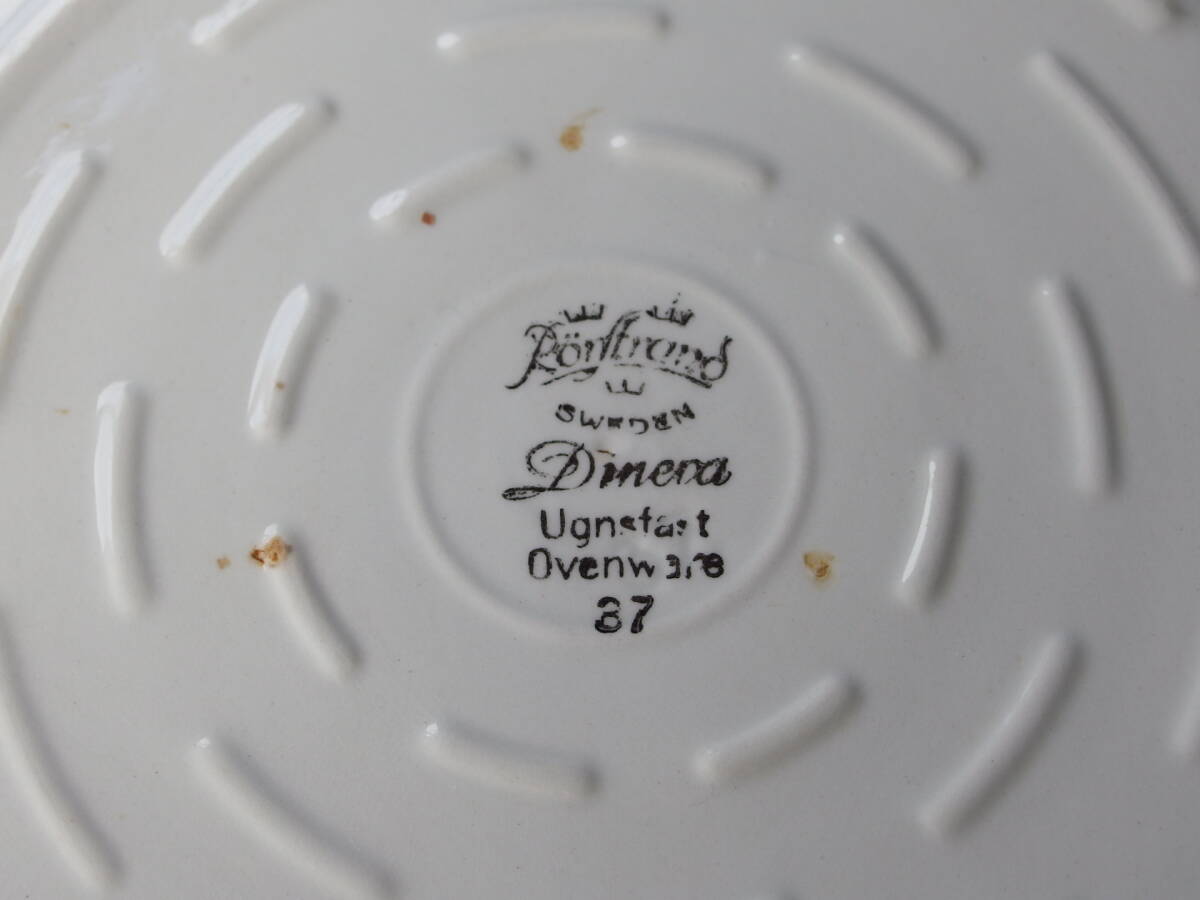 Rörstrand
SWEDEN
Dinera
Ugnsfast
Ovenware
37